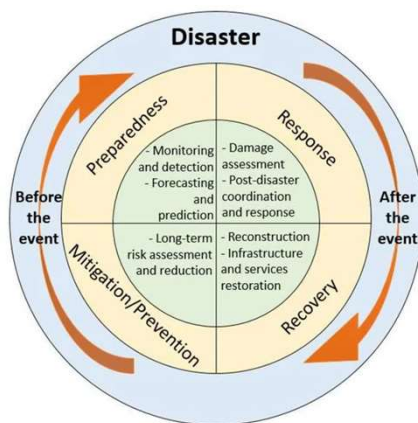 Disaster
Preparedness
Response
- Monitoring
and detection
- Forecasting
and
prediction
- Damage
assessment
- Post-disaster
coordination
and response
Before
the
event
After
the
event
- Long-term
risk assessment
and reduction
- Reconstruction
- Infrastructure
and services
restoration
Mitigation/Prevention
Recovery